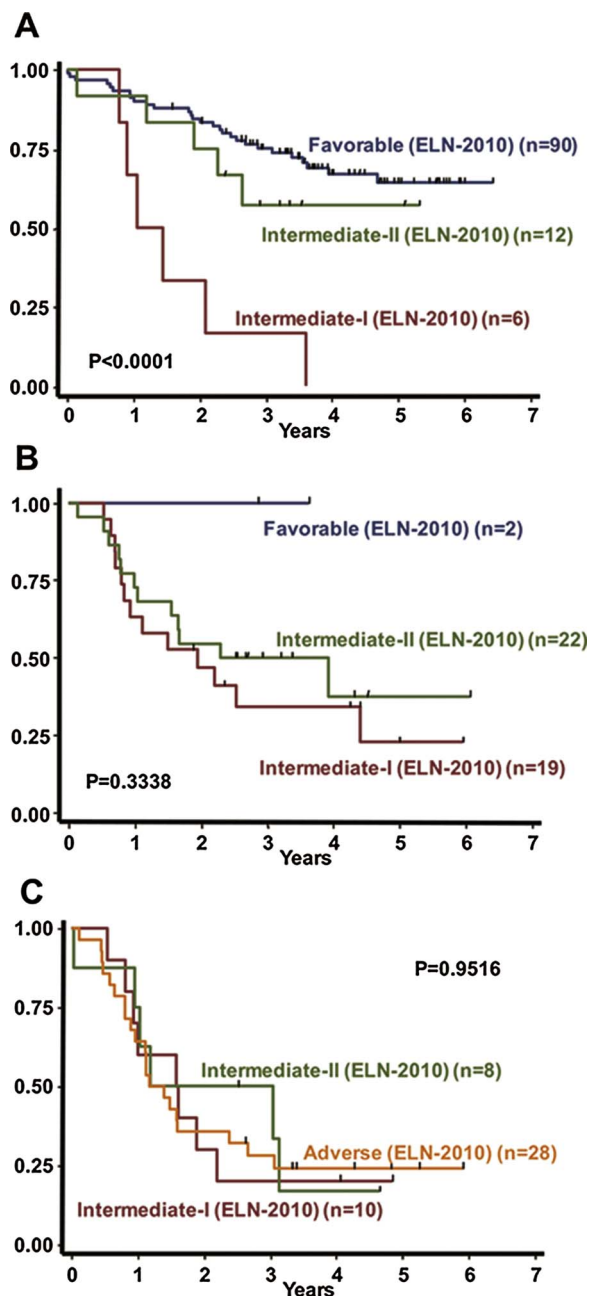 A
1.00
Favorable (ELN-2010) (n=90)
0.75
0.50
Intermediate-II (ELN-2010) (n=12)
0.25
Intermediate-I (ELN-2010) (n=6)
P<0.0001
0.00
0 1 2 3 4 5 6 7
Years
B
1.00
Favorable (ELN-2010) (n=2)
0.75
Intermediate-II (ELN-2010) (n=22)
0.50
0.25
Intermediate-I (ELN-2010) (n=19)
P=0.3338
0.00
0 1 2 3 4 5 6 7
Years
C
1.00
P=0.9516
0.75
Intermediate-II (ELN-2010) (n=8)
0.50
Adverse (ELN-2010) (n=28)
0.25
Intermediate-I (ELN-2010) (n=10)
0.00
0 1 2 3 4 5 6 7
Years